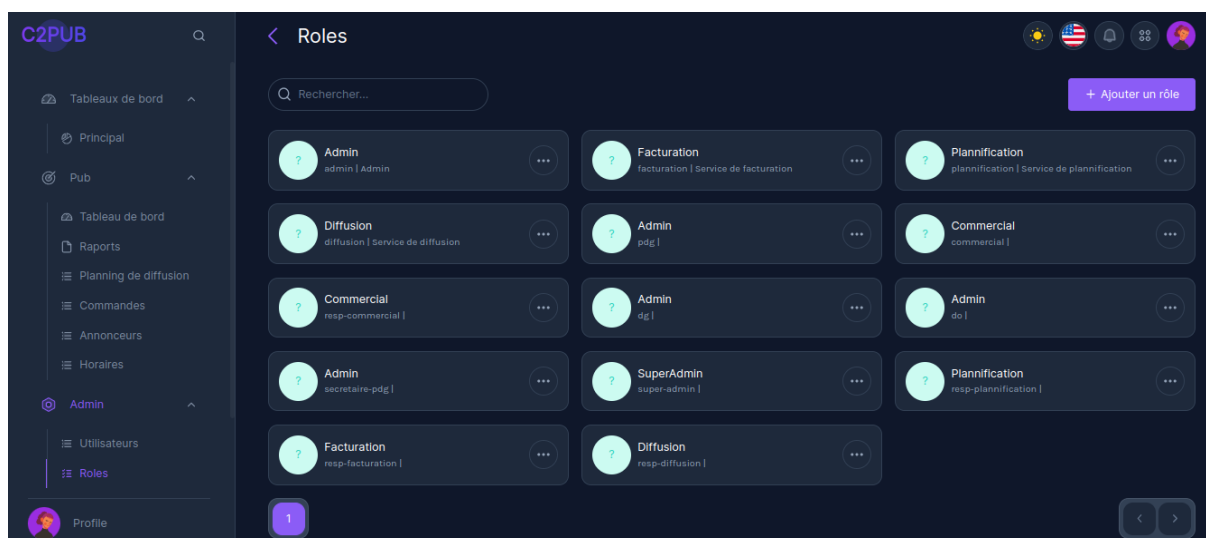 C2PUB
Roles
Tableaux de bord
Principal
Pub
Tableau de bord
Raports
Planning de diffusion
Commandes
Annonceurs
Horaires
Admin
Utilisateurs
Roles
Profile
Rechercher...
+ Ajouter un rôle
?
Admin
admin | Admin
?
Facturation
facturation | Service de facturation
?
Plannification
plannification | Service de plannification
?
Diffusion
diffusion | Service de diffusion
?
Admin
pdg |
?
Commercial
commercial |
?
Commercial
resp-commercial |
?
Admin
dg |
?
Admin
do |
?
Admin
secretaire-pdg |
?
SuperAdmin
super-admin |
?
Plannification
resp-plannification |
?
Facturation
resp-facturation |
?
Diffusion
resp-diffusion |
1